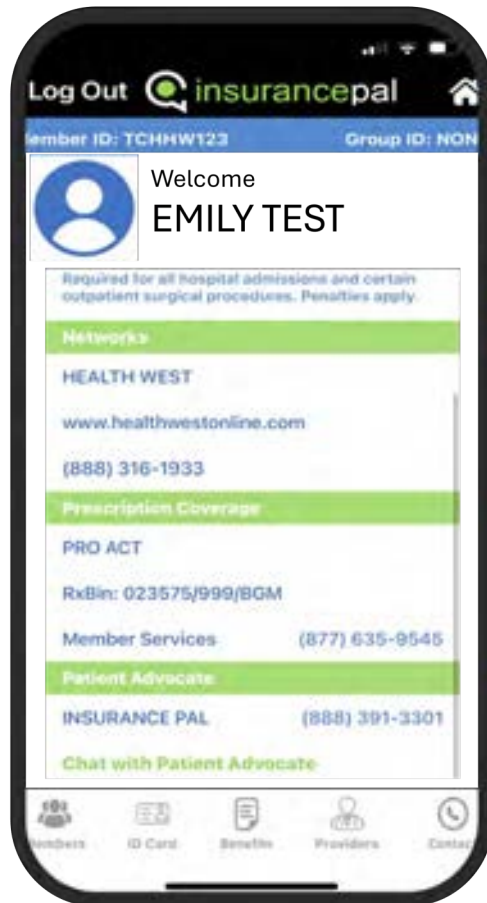 Log Out insurancepal
ember ID: TCHHW123 Group ID: NON
Welcome
EMILY TEST
Required for all hospital admissions and certain
outpatient surgical procedures. Penalties apply.
Networks
HEALTH WEST
www.healthwestonline.com
(888) 316-1933
Prescription Coverage
PRO ACT
RxBin: 023575/999/BGM
Member Services (877) 635-9545
Patient Advocate
INSURANCE PAL (888) 391-3301
Chat with Patient Advocate
embers ID Card Benefits Providers Contac